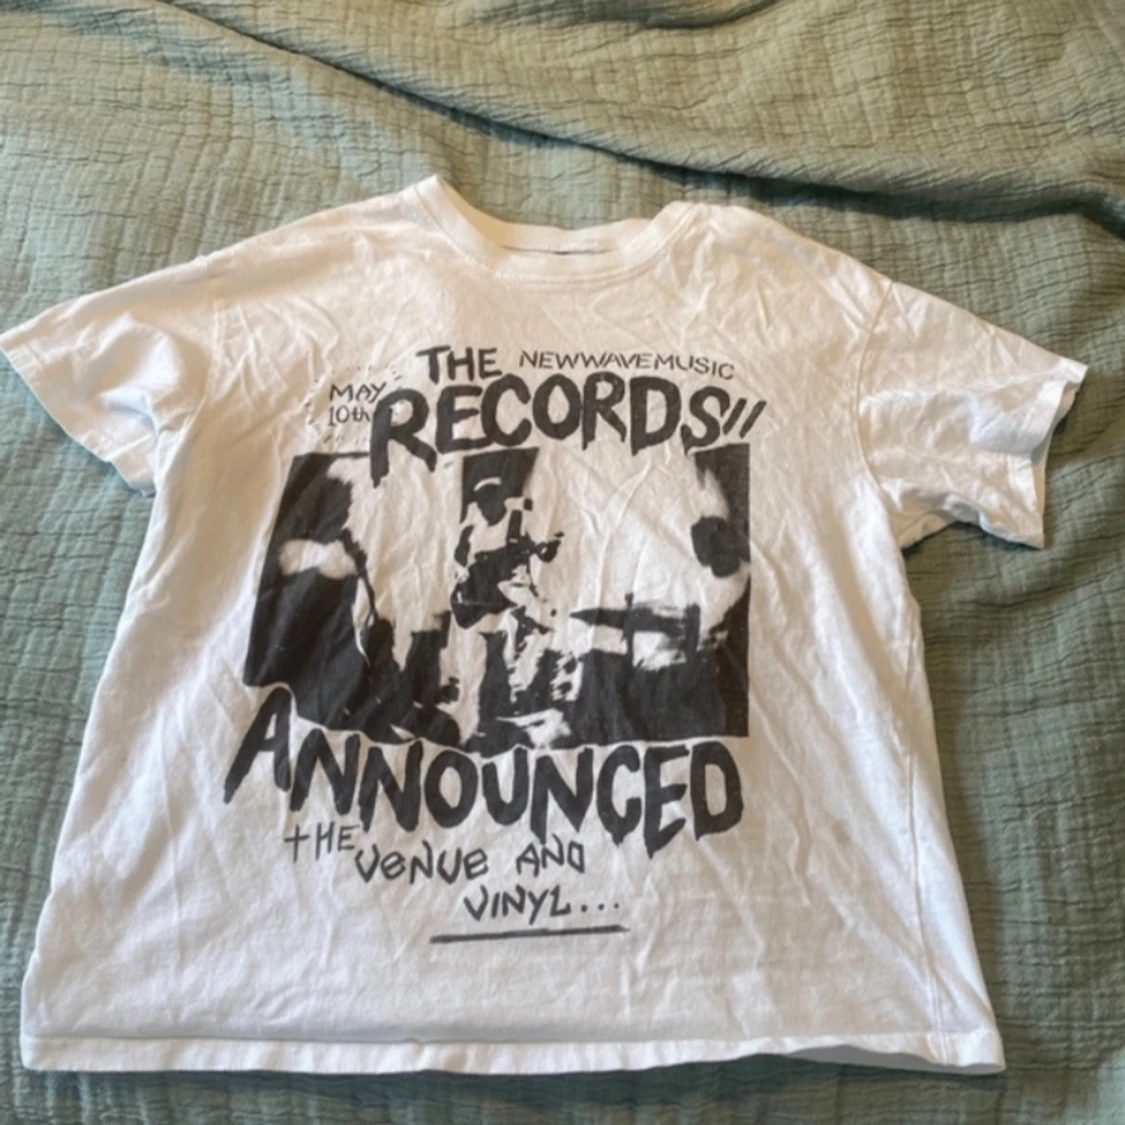 THE NEWWAVEMUSIC
MAY
10th
RECORDS!!
ANNOUNCED
tHE
VeNUe AND
VINYL...